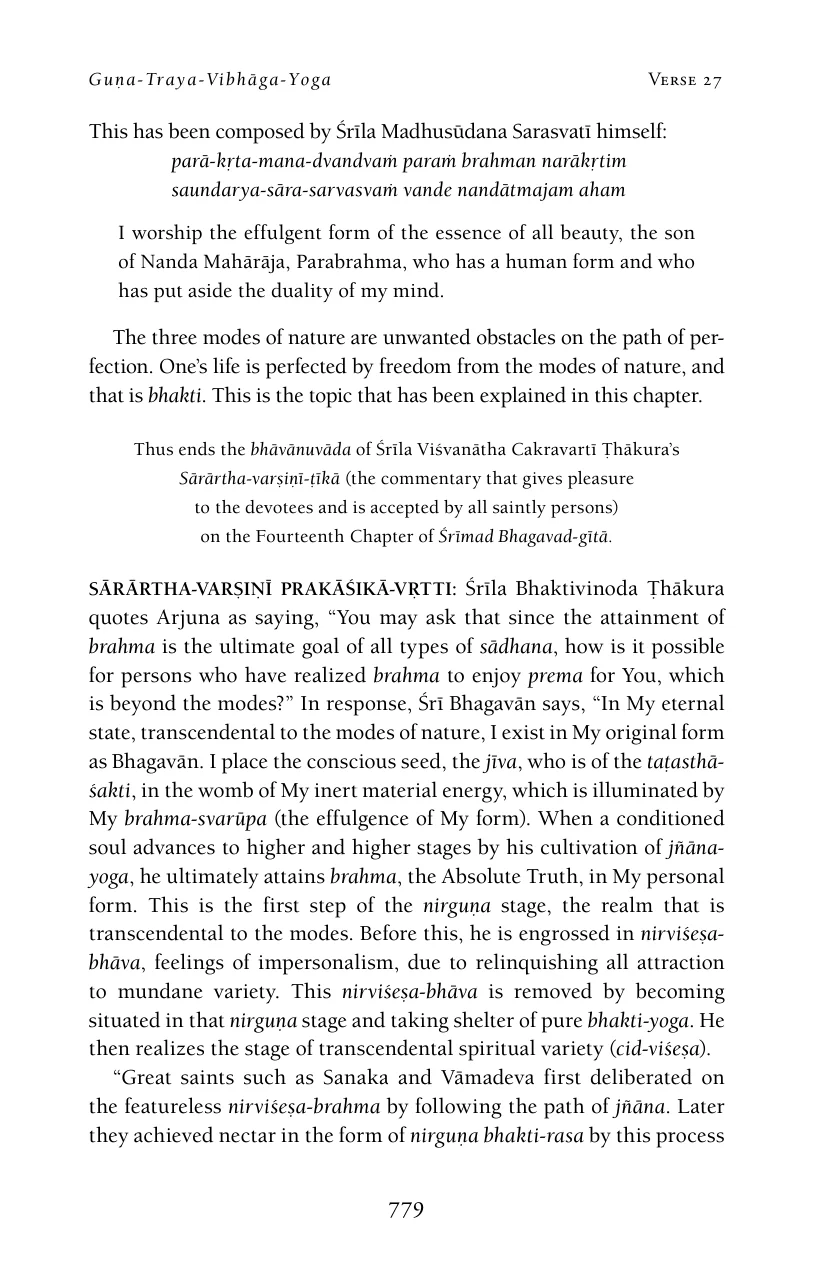 Guṇa-Traya-Vibhāga-Yoga Verse 27
This has been composed by Śrīla Madhusūdana Sarasvatī himself:
parā-kṛta-mana-dvandvaṁ paraṁ brahman narākṛtim
saundarya-sāra-sarvasvaṁ vande nandātmajam aham
I worship the effulgent form of the essence of all beauty, the son
of Nanda Mahārāja, Parabrahma, who has a human form and who
has put aside the duality of my mind.
The three modes of nature are unwanted obstacles on the path of per-
fection. One’s life is perfected by freedom from the modes of nature, and
that is bhakti. This is the topic that has been explained in this chapter.
Thus ends the bhāvānuvāda of Śrīla Viśvanātha Cakravartī Ṭhākura’s
Sārārtha-varṣiṇī-ṭīkā (the commentary that gives pleasure
to the devotees and is accepted by all saintly persons)
on the Fourteenth Chapter of Śrīmad Bhagavad-gītā.
SĀRĀRTHA-VARṢIṆĪ PRAKĀŚIKĀ-VṚTTI: Śrīla Bhaktivinoda Ṭhākura
quotes Arjuna as saying, “You may ask that since the attainment of
brahma is the ultimate goal of all types of sādhana, how is it possible
for persons who have realized brahma to enjoy prema for You, which
is beyond the modes?” In response, Śrī Bhagavān says, “In My eternal
state, transcendental to the modes of nature, I exist in My original form
as Bhagavān. I place the conscious seed, the jīva, who is of the taṭasthā-
śakti, in the womb of My inert material energy, which is illuminated by
My brahma-svarūpa (the effulgence of My form). When a conditioned
soul advances to higher and higher stages by his cultivation of jñāna-
yoga, he ultimately attains brahma, the Absolute Truth, in My personal
form. This is the first step of the nirguṇa stage, the realm that is
transcendental to the modes. Before this, he is engrossed in nirviśeṣa-
bhāva, feelings of impersonalism, due to relinquishing all attraction
to mundane variety. This nirviśeṣa-bhāva is removed by becoming
situated in that nirguṇa stage and taking shelter of pure bhakti-yoga. He
then realizes the stage of transcendental spiritual variety (cid-viśeṣa).
“Great saints such as Sanaka and Vāmadeva first deliberated on
the featureless nirviśeṣa-brahma by following the path of jñāna. Later
they achieved nectar in the form of nirguṇa bhakti-rasa by this process
779